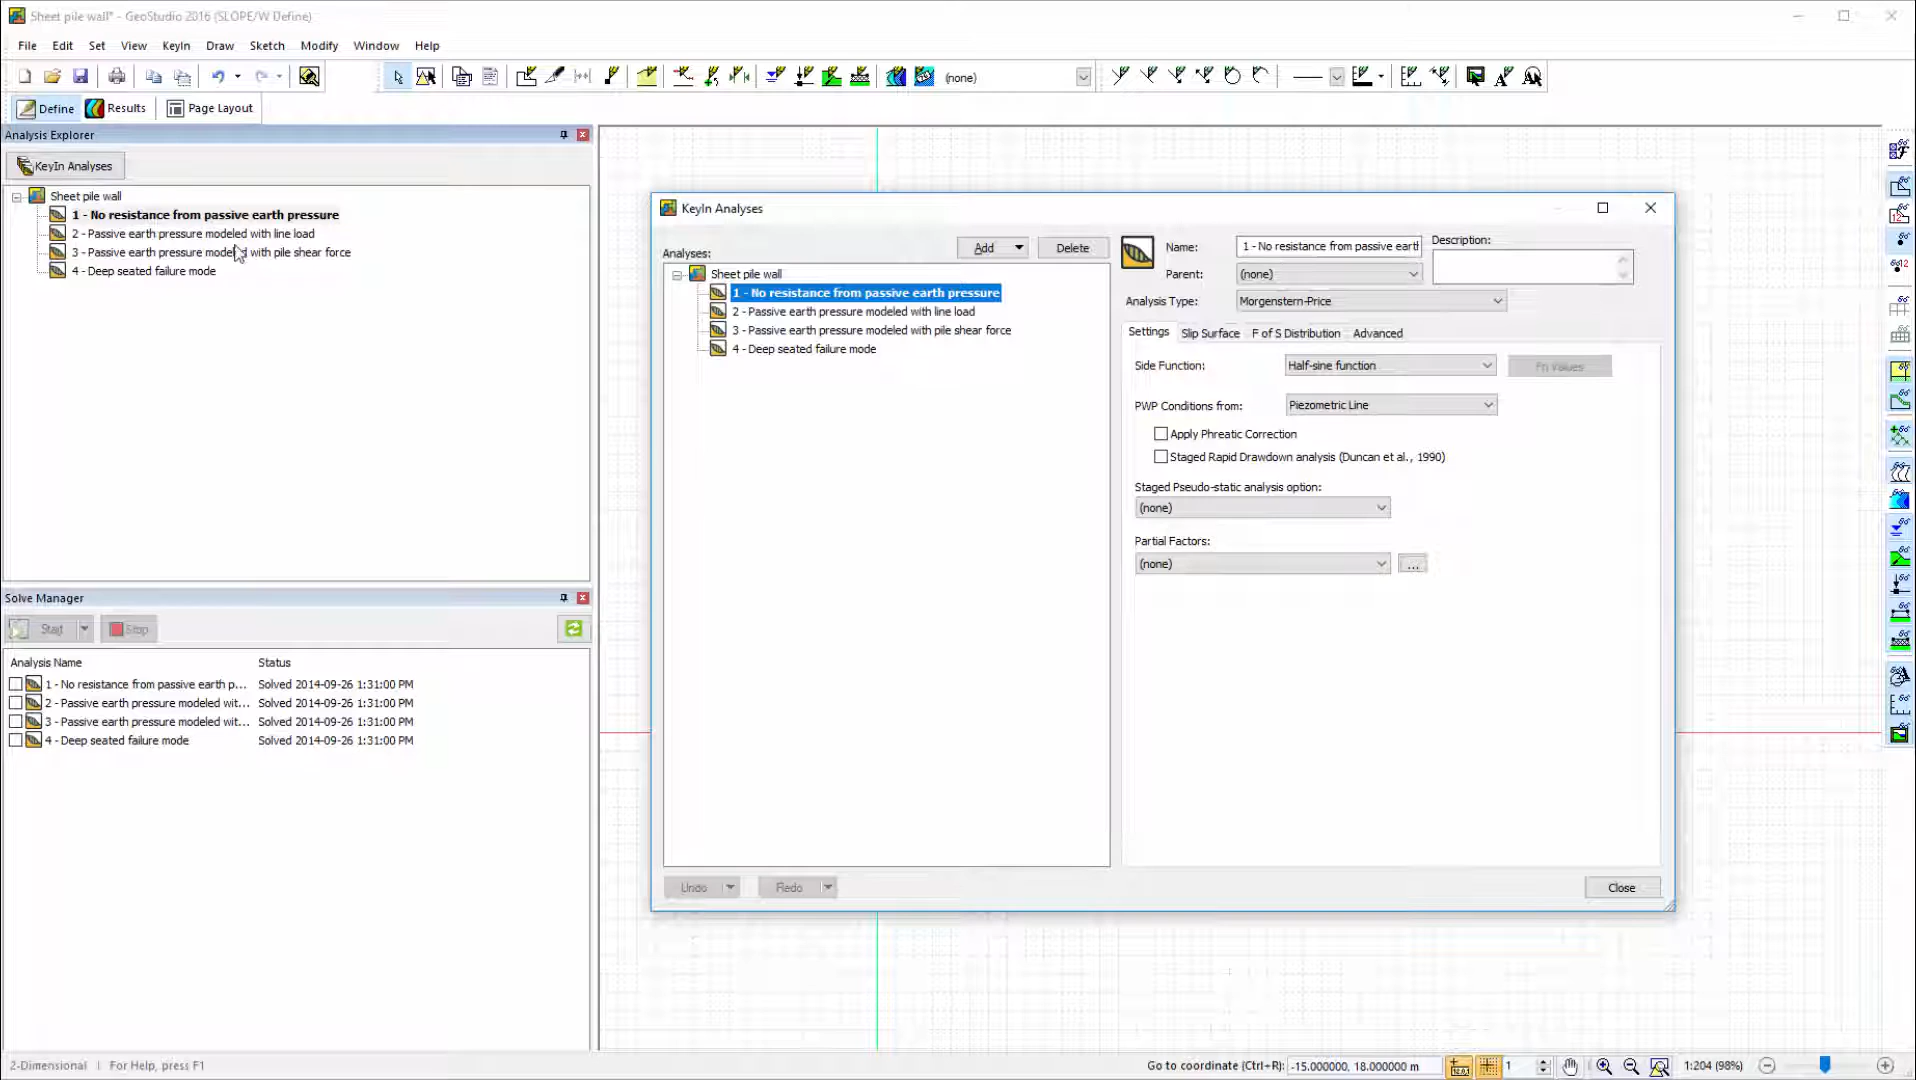 Sheet pile wall* - GeoStudio 2016 (SLOPE/W Define)
File Edit Set View KeyIn Draw Sketch Modify Window Help
(none)
Define Results Page Layout
Analysis Explorer
KeyIn Analyses
Sheet pile wall
1 - No resistance from passive earth pressure
2 - Passive earth pressure modeled with line load
3 - Passive earth pressure modeled with pile shear force
4 - Deep seated failure mode
Solve Manager
Start Stop
Analysis Name Status
1 - No resistance from passive earth p... Solved 2014-09-26 1:31:00 PM
2 - Passive earth pressure modeled wit... Solved 2014-09-26 1:31:00 PM
3 - Passive earth pressure modeled wit... Solved 2014-09-26 1:31:00 PM
4 - Deep seated failure mode Solved 2014-09-26 1:31:00 PM
KeyIn Analyses
Analyses: Add Delete
Sheet pile wall
1 - No resistance from passive earth pressure
2 - Passive earth pressure modeled with line load
3 - Passive earth pressure modeled with pile shear force
4 - Deep seated failure mode
Name: 1 - No resistance from passive eartl Description:
Parent: (none)
Analysis Type: Morgenstern-Price
Settings Slip Surface F of S Distribution Advanced
Side Function: Half-sine function Fn Values
PWP Conditions from: Piezometric Line
Apply Phreatic Correction
Staged Rapid Drawdown analysis (Duncan et al., 1990)
Staged Pseudo-static analysis option:
(none)
Partial Factors:
(none) ...
Undo Redo Close
2-Dimensional For Help, press F1 Go to coordinate (Ctrl+R): -15.000000, 18.000000 m 1 1:204 (98%)